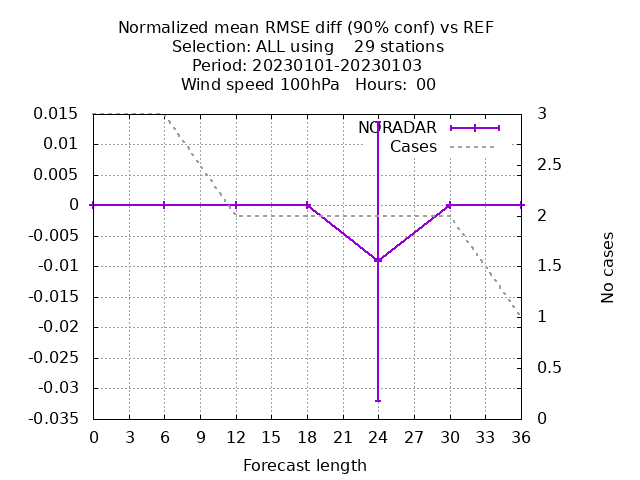 Normalized mean RMSE diff (90% conf) vs REF
Selection: ALL using    29 stations
Period: 20230101-20230103
Wind speed 100hPa   Hours:  00
NORADAR
Cases
0.015
0.01
0.005
0
-0.005
-0.01
-0.015
-0.02
-0.025
-0.03
-0.035
3
2.5
2
1.5
1
0.5
0
No cases
0 3 6 9 12 15 18 21 24 27 30 33 36
Forecast length